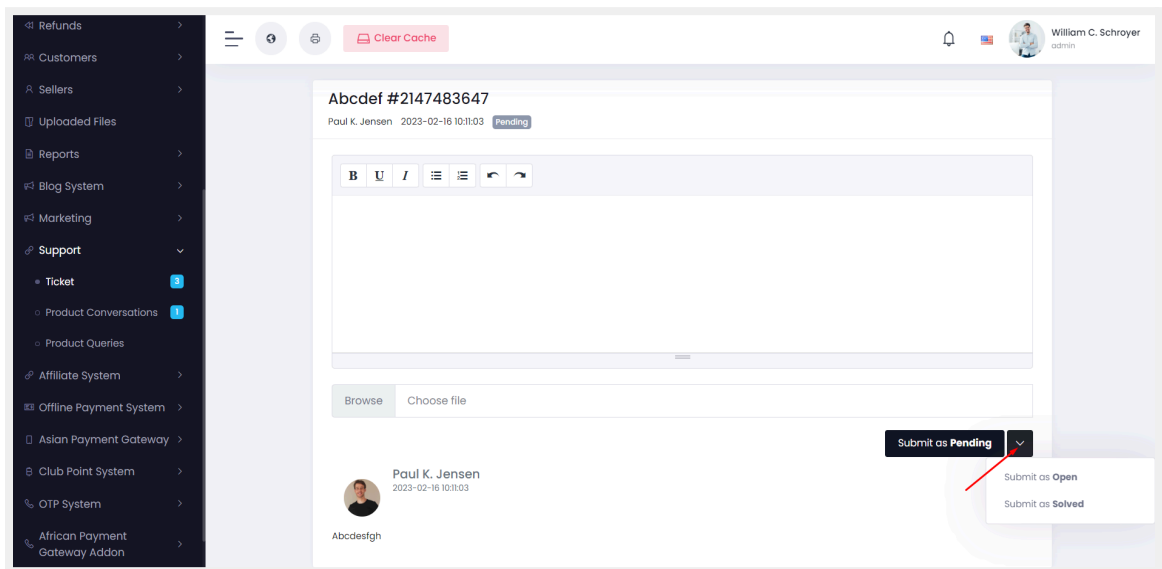 Refunds
Customers
Sellers
Uploaded Files
Reports
Blog System
Marketing
Support
Ticket 3
Product Conversations 1
Product Queries
Affiliate System
Offline Payment System
Asian Payment Gateway
Club Point System
OTP System
African Payment
Gateway Addon
Clear Cache
William C. Schroyer
admin
Abcdef #2147483647
Paul K. Jensen 2023-02-16 10:11:03 Pending
B U I
Browse Choose file
Submit as Pending
Submit as Open
Submit as Solved
Paul K. Jensen
2023-02-16 10:11:03
Abcdesfgh